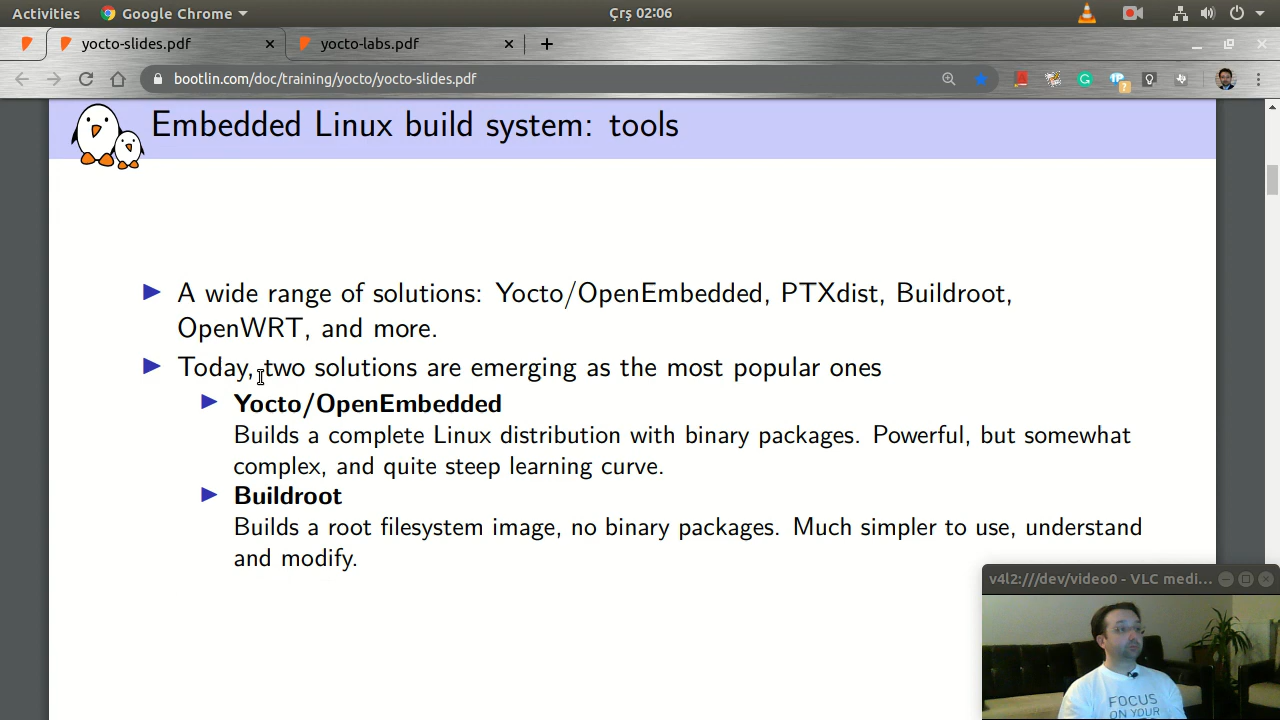 Activities Google Chrome Çrş 02:06
yocto-slides.pdf yocto-labs.pdf
bootlin.com/doc/training/yocto/yocto-slides.pdf
Embedded Linux build system: tools
A wide range of solutions: Yocto/OpenEmbedded, PTXdist, Buildroot,
OpenWRT, and more.
Today, two solutions are emerging as the most popular ones
Yocto/OpenEmbedded
Builds a complete Linux distribution with binary packages. Powerful, but somewhat
complex, and quite steep learning curve.
Buildroot
Builds a root filesystem image, no binary packages. Much simpler to use, understand
and modify.
v4l2:///dev/video0 - VLC medi...
FOCUS
ON YOUR